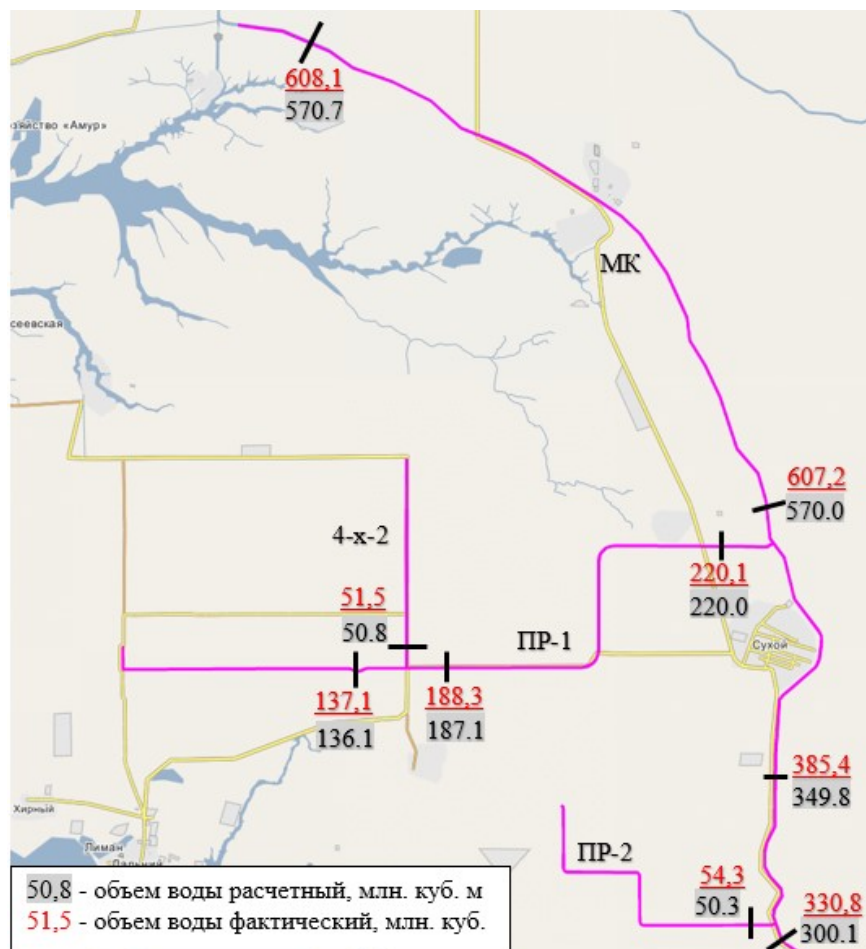 608,1
570.7
озяйство «Амур»
МК
сеевская
607,2
570.0
4-х-2
220,1
220.0
51,5
50.8
ПР-1
Сухой
137,1
136.1
188,3
187.1
385,4
349.8
Хирный
Лиман
Дальний
ПР-2
54,3
50.3
330,8
300.1
50,8 - объем воды расчетный, млн. куб. м
51,5 - объем воды фактический, млн. куб.